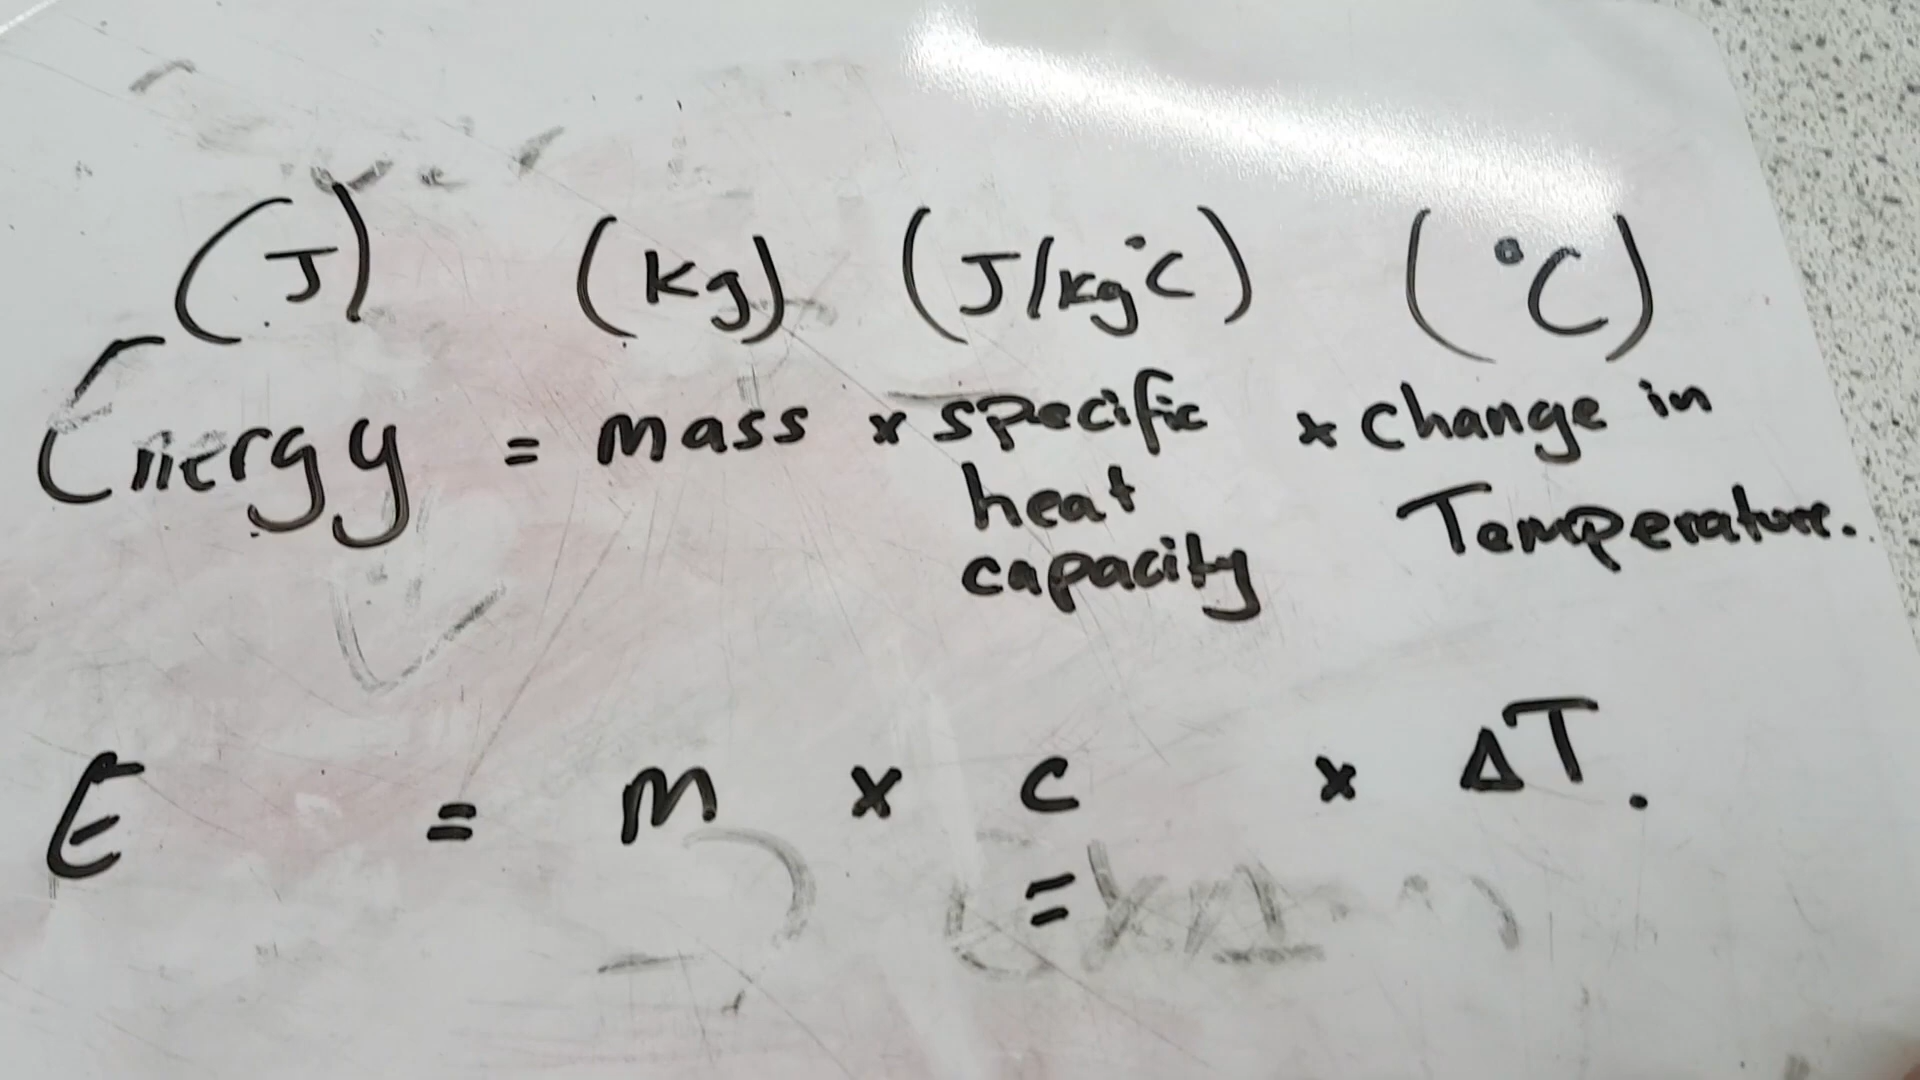 (J) (kg) (J/kg°C) (°C)
Energy = mass x specific x change in
heat Temperature.
capacity
E = m x c x ΔT.
=